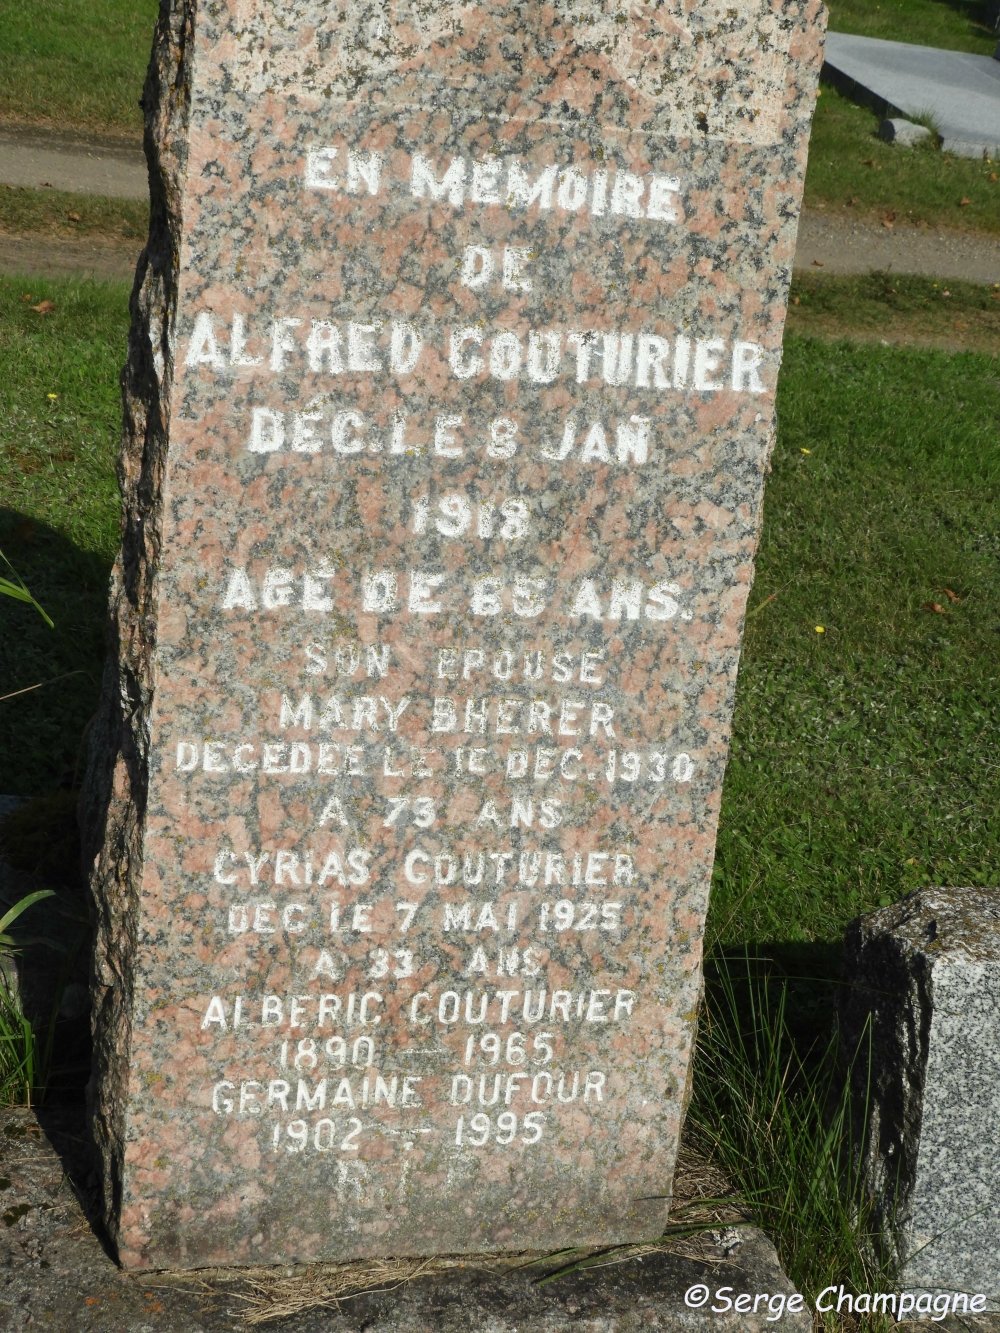 EN MÉMOIRE
DE
ALFRED COUTURIER
DÉC. LE 8 JAÑ
1918
AGÉ DE 65 ANS.
SON EPOUSE
MARY BHERER
DECEDEE LE 1E DEC. 1930
A 73 ANS
CYRIAS COUTURIER
DEC LE 7 MAI 1925
A 33 ANS
ALBERIC COUTURIER
1890 — 1965
GERMAINE DUFOUR
1902 — 1995
R.I.P
©Serge Champagne